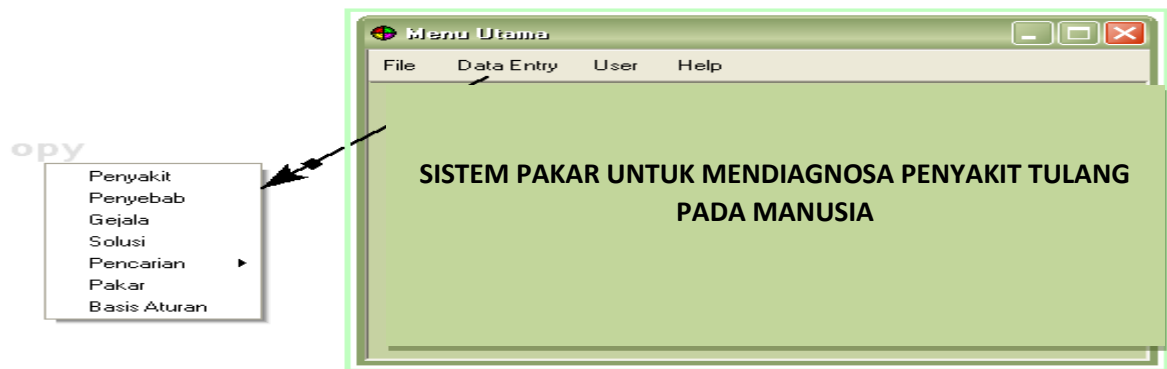 Menu Utama
File Data Entry User Help
SISTEM PAKAR UNTUK MENDIAGNOSA PENYAKIT TULANG
PADA MANUSIA
opy
Penyakit
Penyebab
Gejala
Solusi
Pencarian
Pakar
Basis Aturan